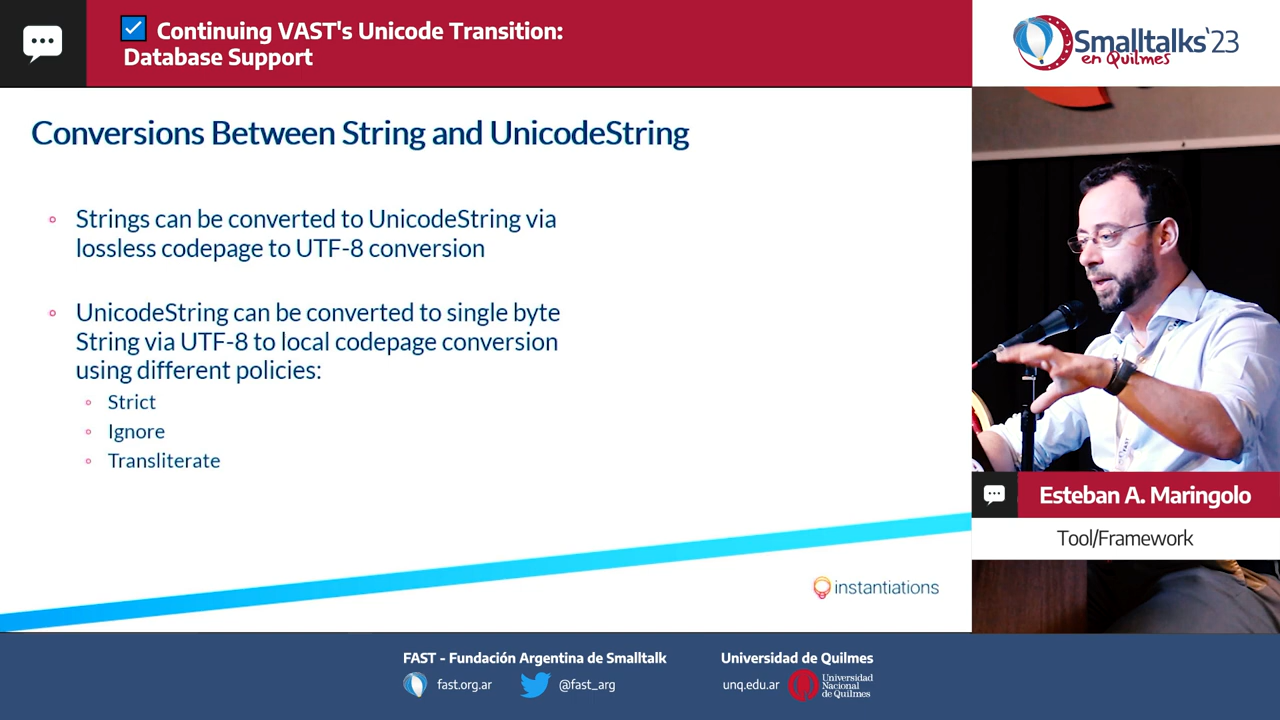 Continuing VAST's Unicode Transition:
Database Support
Smalltalks'23
en Quilmes
Conversions Between String and UnicodeString
Strings can be converted to UnicodeString via
lossless codepage to UTF-8 conversion
UnicodeString can be converted to single byte
String via UTF-8 to local codepage conversion
using different policies:
Strict
Ignore
Transliterate
instantiations
Esteban A. Maringolo
Tool/Framework
FAST - Fundación Argentina de Smalltalk
fast.org.ar
@fast_arg
Universidad de Quilmes
unq.edu.ar
Universidad
Nacional
de Quilmes